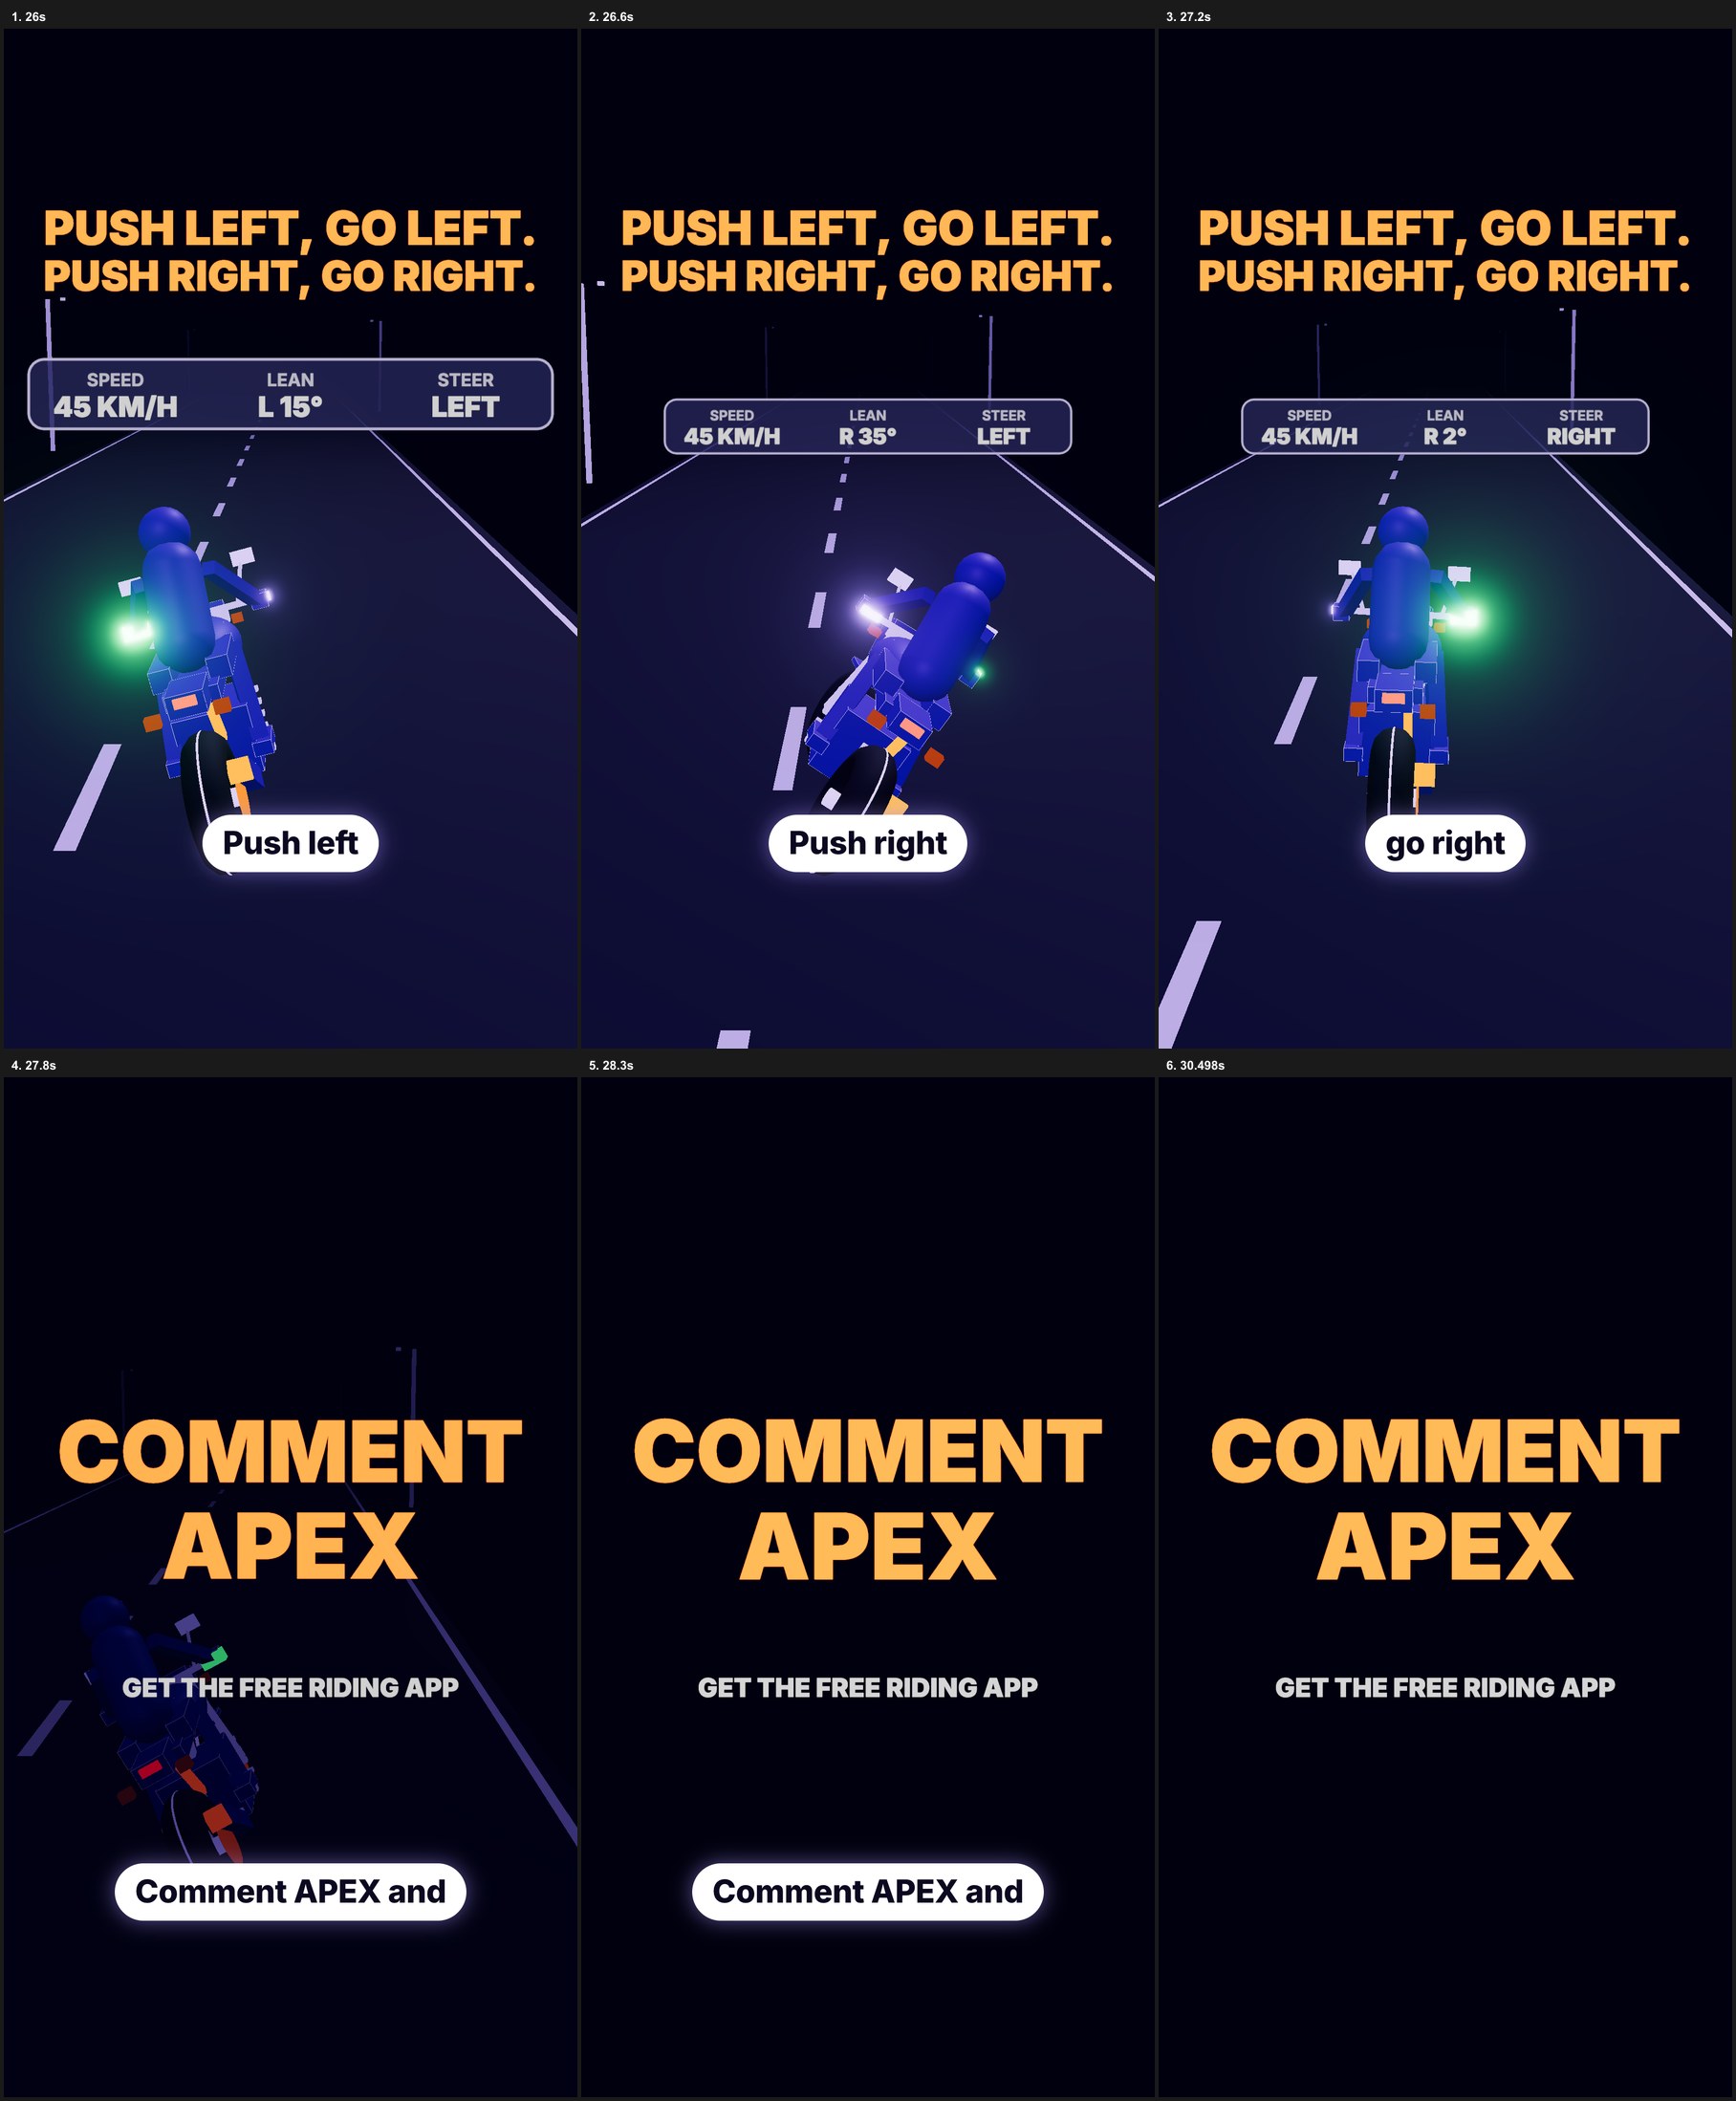 1. 26s
PUSH LEFT, GO LEFT.
PUSH RIGHT, GO RIGHT.
SPEED LEAN STEER
45 KM/H L 15° LEFT
Push left
2. 26.6s
PUSH LEFT, GO LEFT.
PUSH RIGHT, GO RIGHT.
SPEED LEAN STEER
45 KM/H R 35° LEFT
Push right
3. 27.2s
PUSH LEFT, GO LEFT.
PUSH RIGHT, GO RIGHT.
SPEED LEAN STEER
45 KM/H R 2° RIGHT
go right
4. 27.8s
COMMENT
APEX
GET THE FREE RIDING APP
Comment APEX and
5. 28.3s
COMMENT
APEX
GET THE FREE RIDING APP
Comment APEX and
6. 30.498s
COMMENT
APEX
GET THE FREE RIDING APP